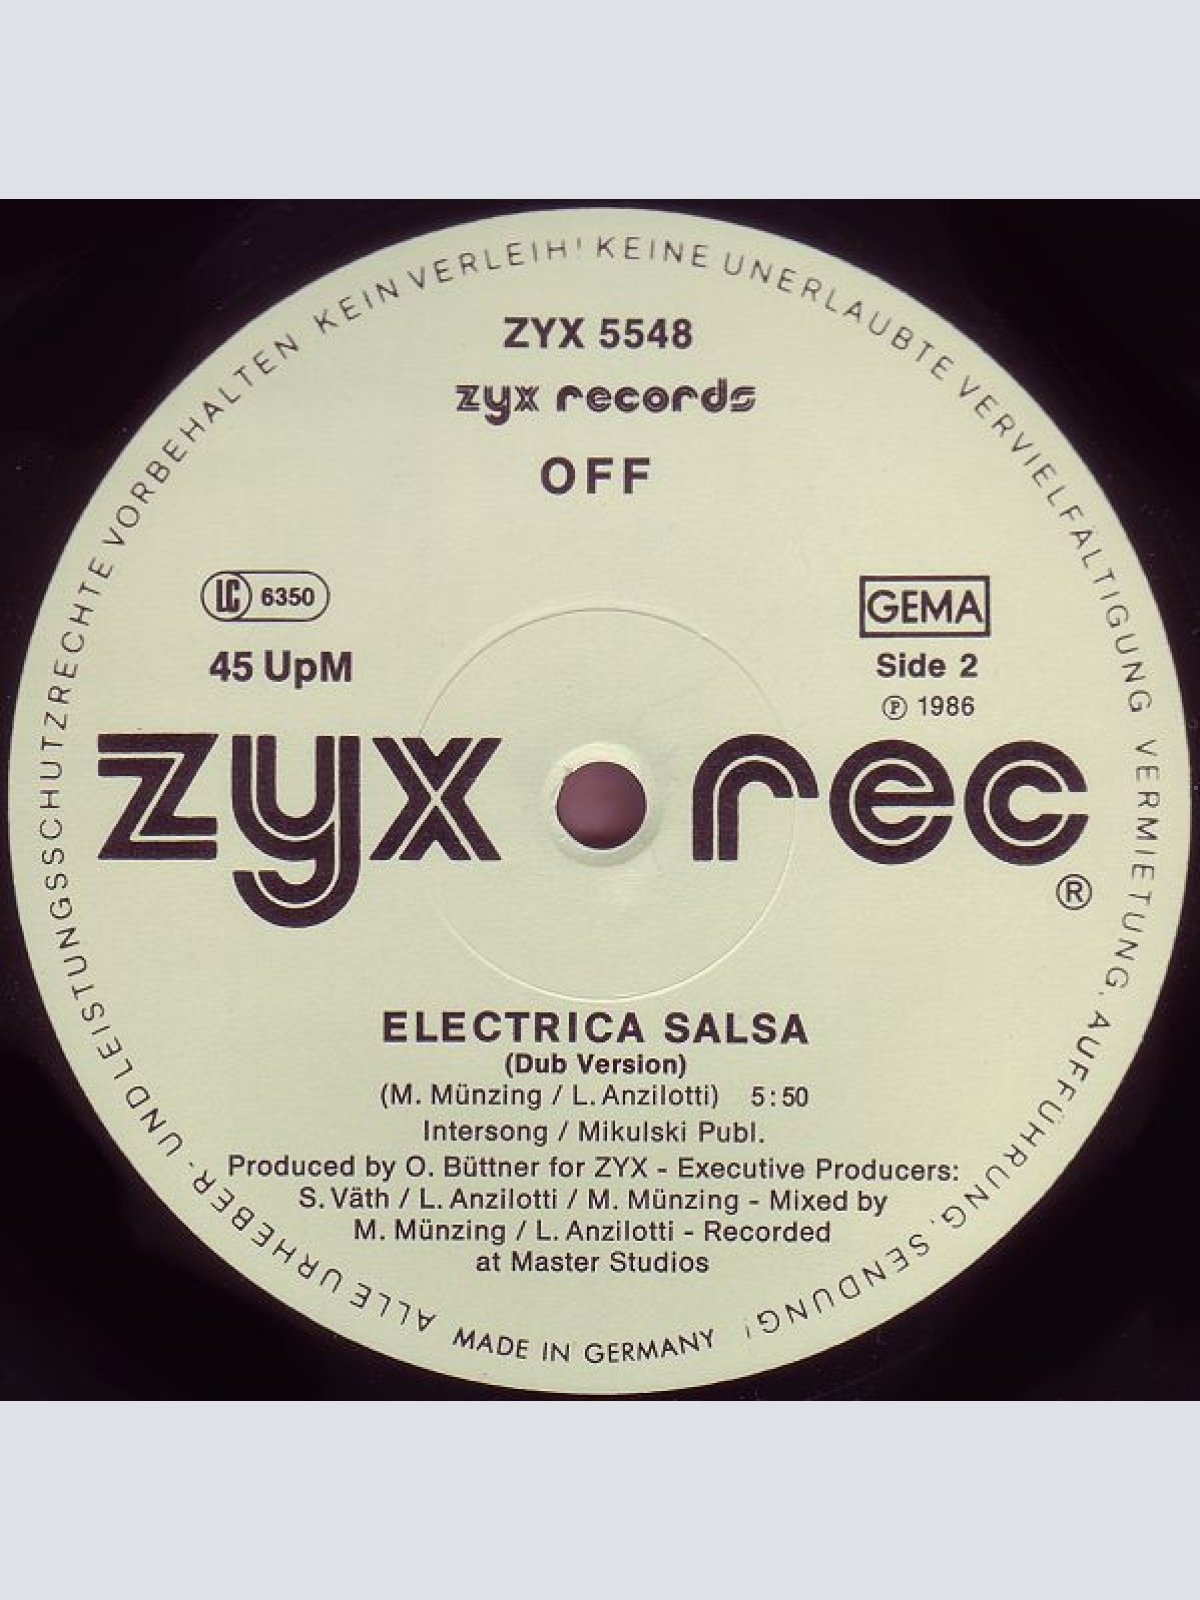 ALLE URHEBER- UND LEISTUNGSSCHUTZRECHTE VORBEHALTEN KEIN VERLEIH! KEINE UNERLAUBTE VERVIELFÄLTIGUNG VERMIETUNG, AUFFÜHRUNG, SENDUNG!
ZYX 5548
zyx records
OFF
LC 6350
GEMA
45 UpM
Side 2
℗ 1986
zyx rec
®
ELECTRICA SALSA
(Dub Version)
(M. Münzing / L. Anzilotti) 5:50
Intersong / Mikulski Publ.
Produced by O. Büttner for ZYX - Executive Producers:
S. Väth / L. Anzilotti / M. Münzing - Mixed by
M. Münzing / L. Anzilotti - Recorded
at Master Studios
MADE IN GERMANY